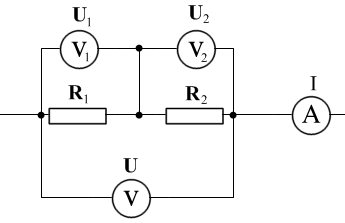 U₁ U₂
V₁ V₂ I
R₁ R₂ A
U
V